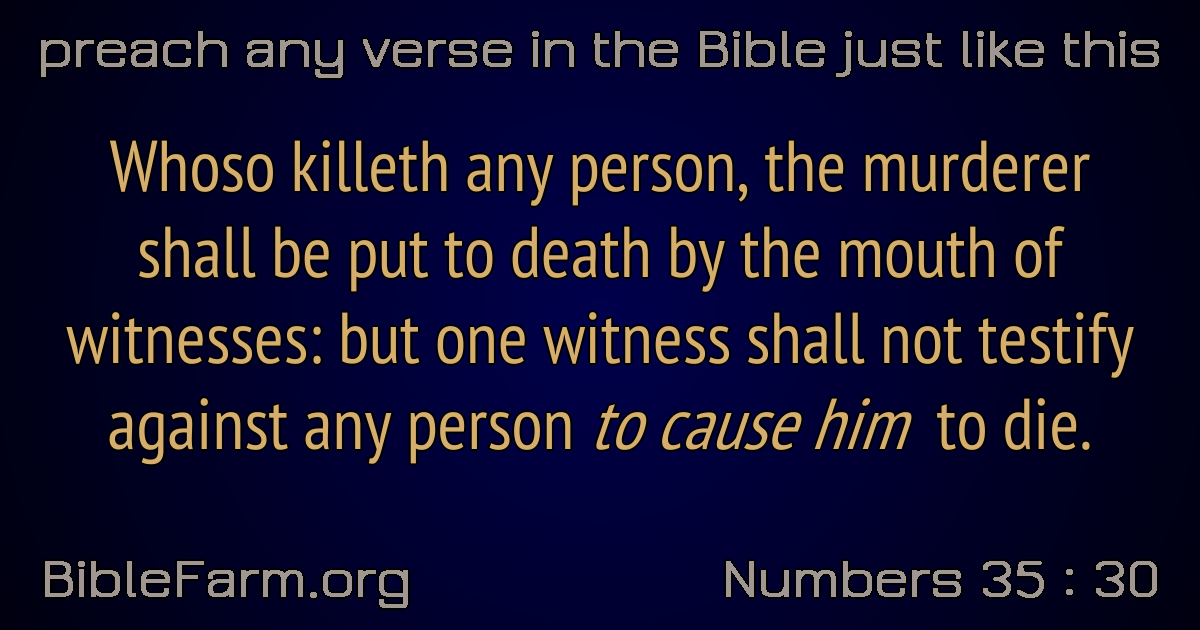 preach any verse in the Bible just like this
Whoso killeth any person, the murderer
shall be put to death by the mouth of
witnesses: but one witness shall not testify
against any person to cause him to die.
BibleFarm.org
Numbers 35 : 30